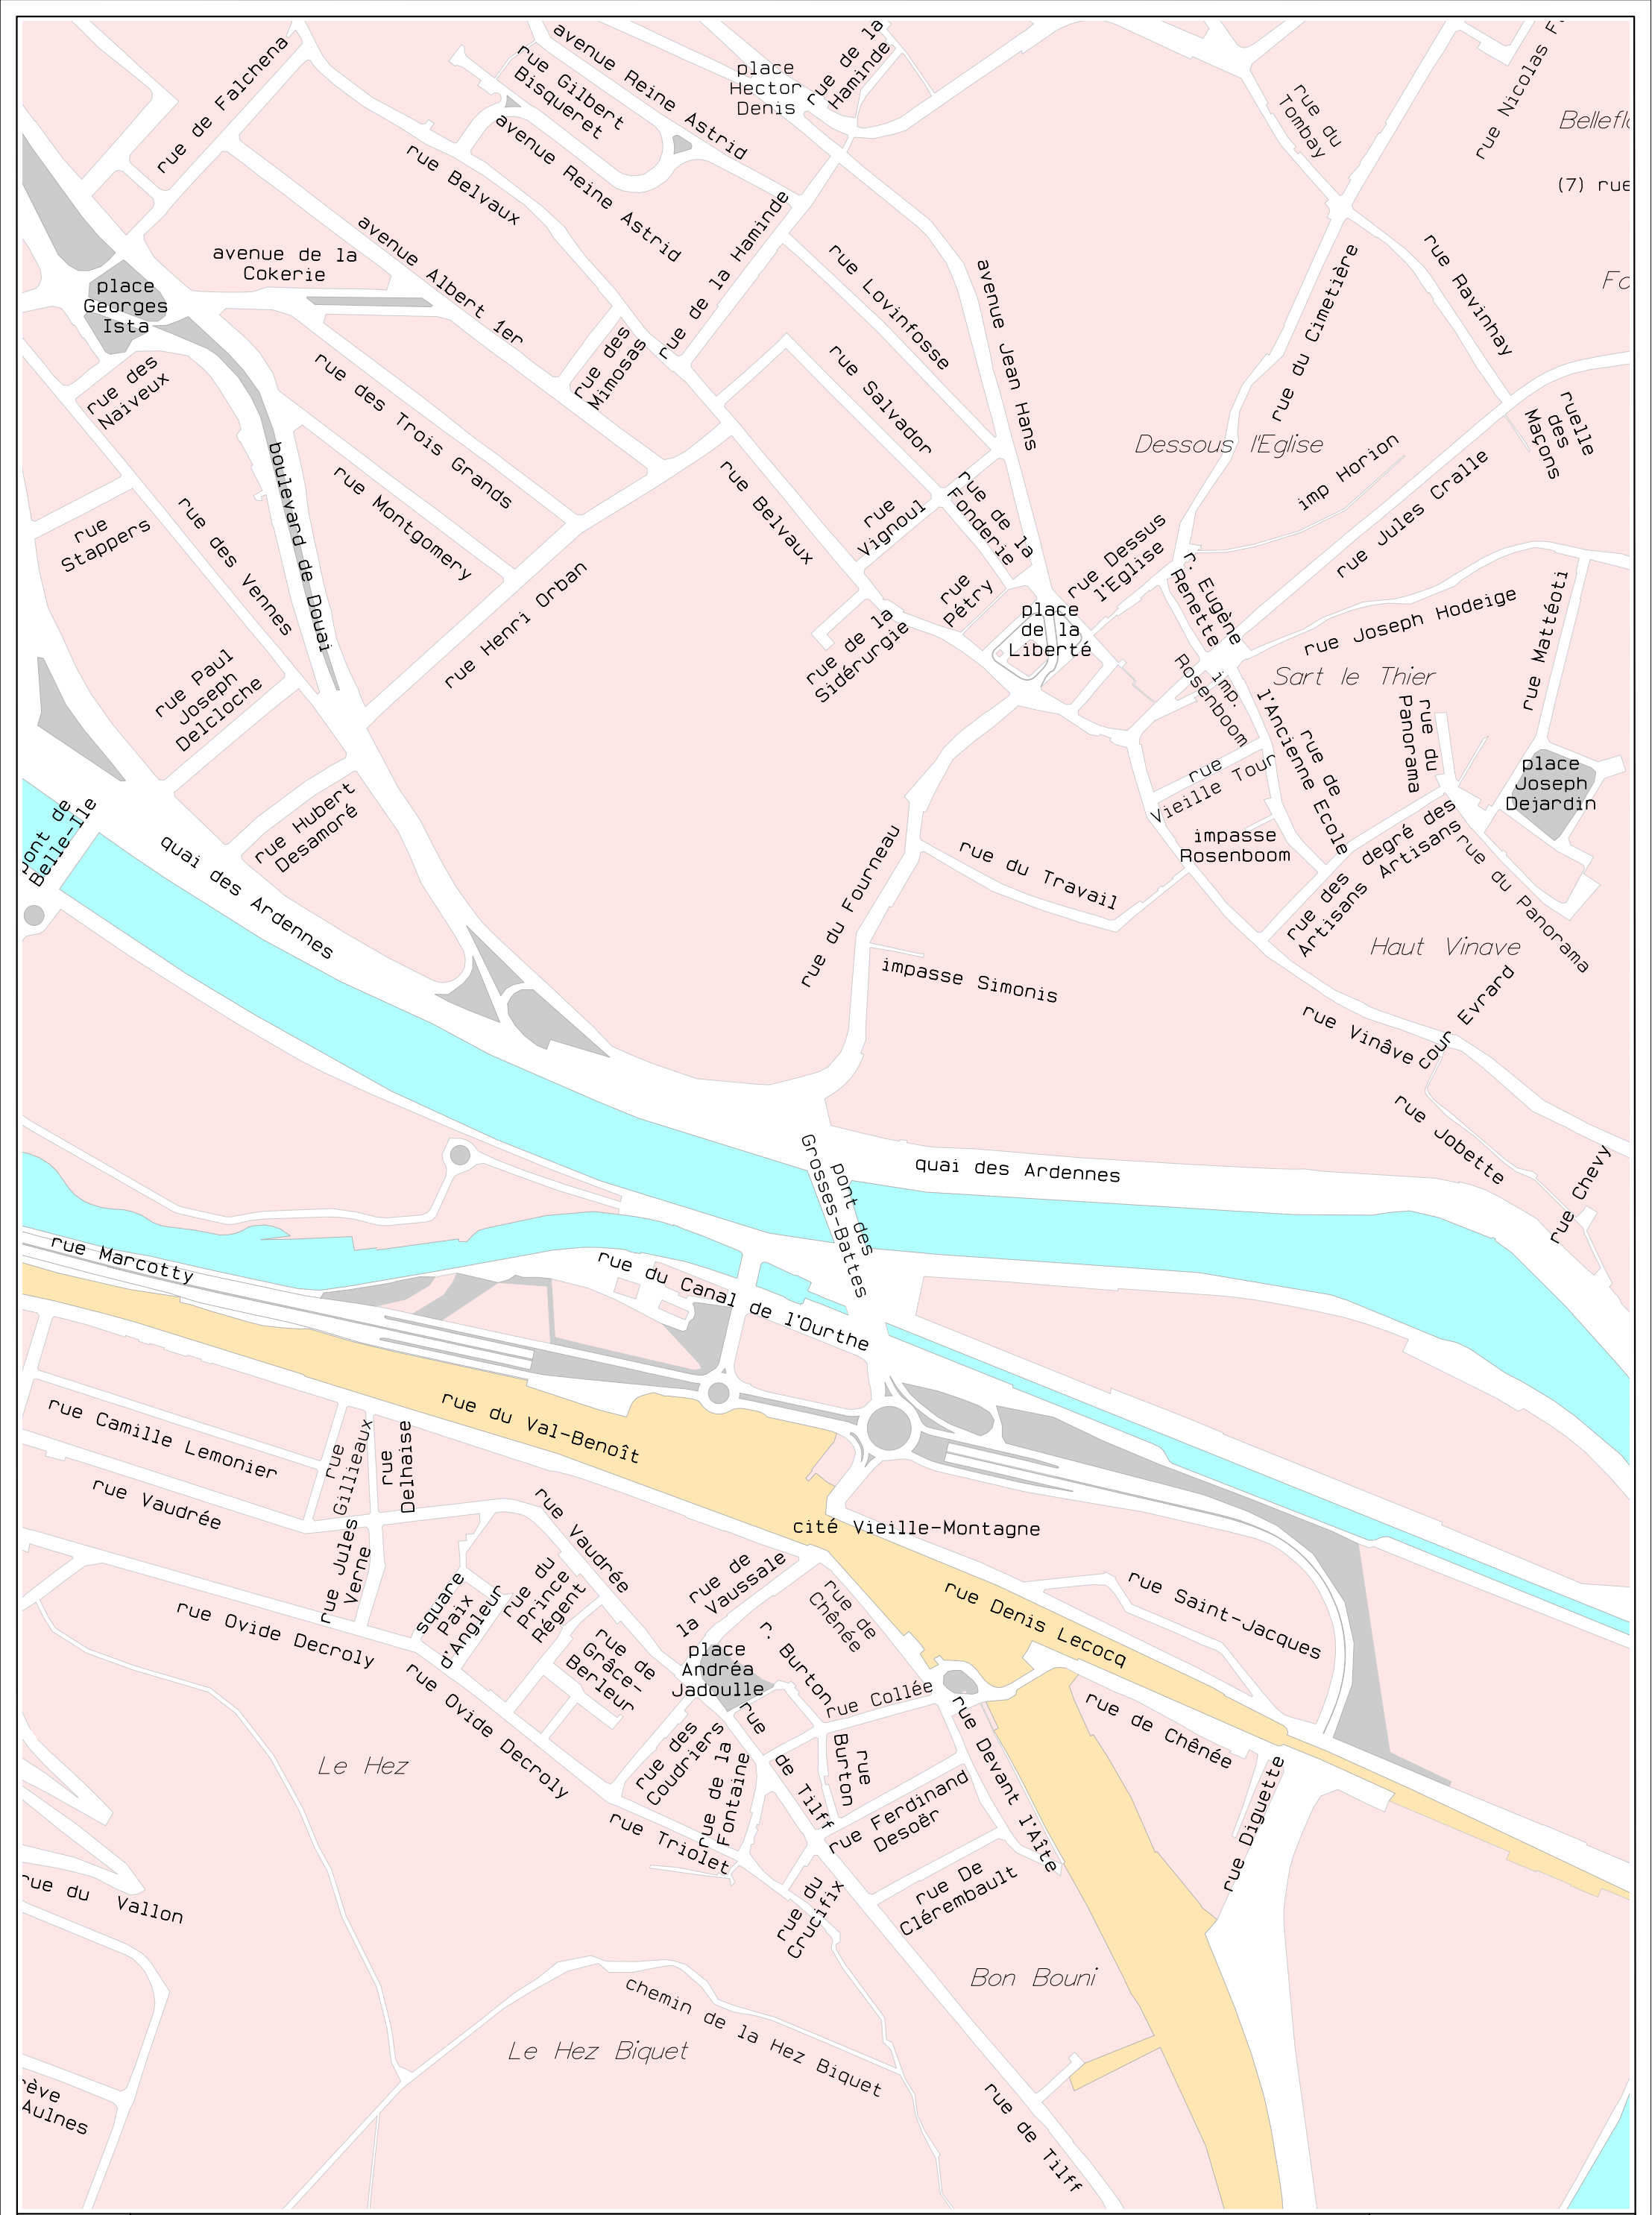 rue de Falchena
avenue Reine Astrid
rue Gilbert
Bisqueret
place
Hector
Denis
rue de la
Haminde
rue du
Tombay
rue Nicolas F
Bellefl
(7) rue
Fo
avenue Reine Astrid
rue Belvaux
avenue de la
Cokerie
avenue Albert 1er
rue de la Haminde
rue Lovinfosse
avenue Jean Hans
rue du Cimetière
rue Ravinhay
place
Georges
Ista
rue des
Naiveux
rue des Trois Grands
rue des
Mimosas
rue Salvador
Dessous l'Eglise
imp Horion
rue Jules Cralle
ruelle
des
Maçons
boulevard de Douai
rue Montgomery
rue Belvaux
rue
Vignoul
rue de la
Fonderie
rue
Stappers
rue des Vennes
rue Henri Orban
rue Dessus
l'Eglise
r. Eugène
Renette
rue
Pétry
place
de la
Liberté
rue Joseph Hodeige
rue Mattéoti
rue de la
Sidérurgie
rue Paul
Joseph
Delcloche
imp.
Rosenboom
Sart le Thier
rue de
l'Ancienne Ecole
rue du
Panorama
rue
Vieille Tour
place
Joseph
Dejardin
pont de
Belle-Ile
rue Hubert
Desamoré
quai des Ardennes
impasse
Rosenboom
degré des
Artisans
rue des
Artisans
rue du Panorama
rue du Fourneau
rue du Travail
Haut Vinave
impasse Simonis
rue Vinâve
cour Evrard
rue Jobette
rue Chevy
quai des Ardennes
pont des
Grosses-Battes
rue Marcotty
rue du Canal de l'Ourthe
rue du Val-Benoît
rue Camille Lemonier
rue
Jules Gillieaux
rue
Delhaise
rue Vaudrée
rue Jules
Verne
rue Vaudrée
cité Vieille-Montagne
square
Paix
d'Angleur
rue du
Prince
Régent
rue de
la Vaussale
rue de
Chênée
rue Denis Lecocq
rue Saint-Jacques
rue Ovide Decroly
rue de
Grâce-
Berleur
place
Andréa
Jadoulle
r. Burton
rue Collée
rue Ovide Decroly
rue de Chênée
Le Hez
rue des
Coudriers
rue de la
Fontaine
rue de Tilff
rue
Burton
rue Devant l'Aîte
rue Ferdinand
Desoër
rue Diguette
rue Triolet
rue De
Clérembault
rue du Vallon
rue du
Crucifix
Bon Bouni
chemin de la Hez Biquet
Le Hez Biquet
rève
Aulnes
rue de Tilff